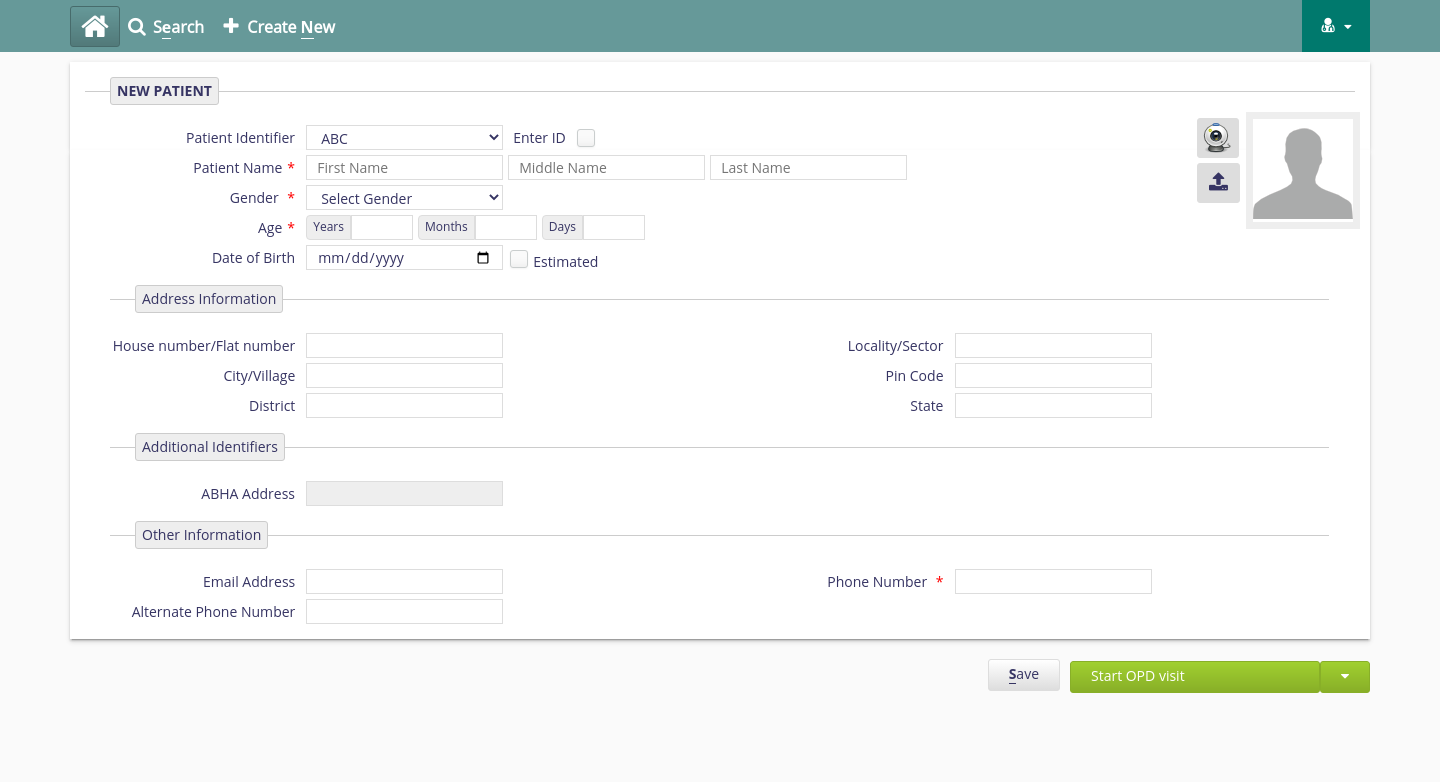 Search Create New
NEW PATIENT
Patient Identifier ABC Enter ID
Patient Name * First Name Middle Name Last Name
Gender * Select Gender
Age * Years Months Days
Date of Birth mm/dd/yyyy Estimated
Address Information
House number/Flat number Locality/Sector
City/Village Pin Code
District State
Additional Identifiers
ABHA Address
Other Information
Email Address Phone Number *
Alternate Phone Number
Save Start OPD visit